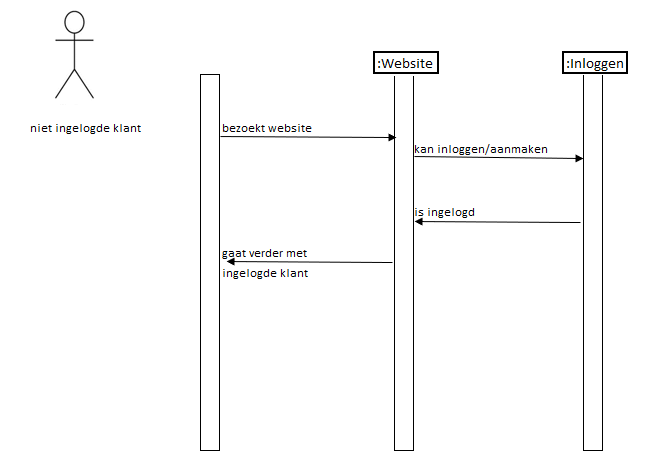 :Website
:Inloggen
niet ingelogde klant
bezoekt website
kan inloggen/aanmaken
is ingelogd
gaat verder met
ingelogde klant